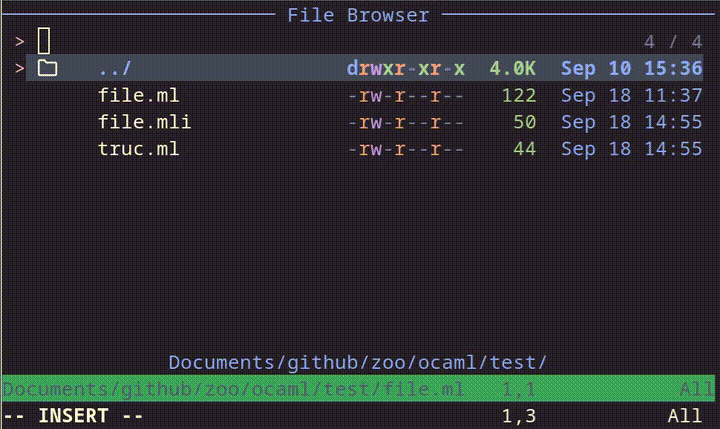 File Browser
> 4 / 4
> ../ drwxr-xr-x 4.0K Sep 10 15:36
file.ml -rw-r--r-- 122 Sep 18 11:37
file.mli -rw-r--r-- 50 Sep 18 14:55
truc.ml -rw-r--r-- 44 Sep 18 14:55
Documents/github/zoo/ocaml/test/
Documents/github/zoo/ocaml/test/file.ml 1,1 All
-- INSERT -- 1,3 All